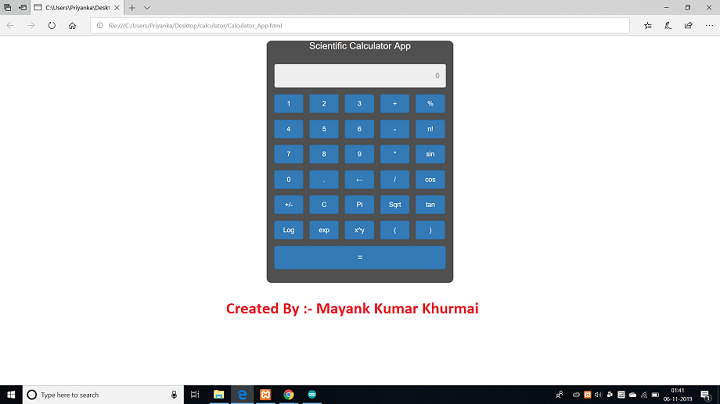 C:\Users\Priyanka\Deskt
file:///C:/Users/Priyanka/Desktop/calculator/Calculator_App.html
Scientific Calculator App
0
1 2 3 + %
4 5 6 - n!
7 8 9 * sin
0 . ← / cos
+/- C Pi Sqrt tan
Log exp x^y ( )
=
Created By :- Mayank Kumar Khurmai
Type here to search
01:41
06-11-2019